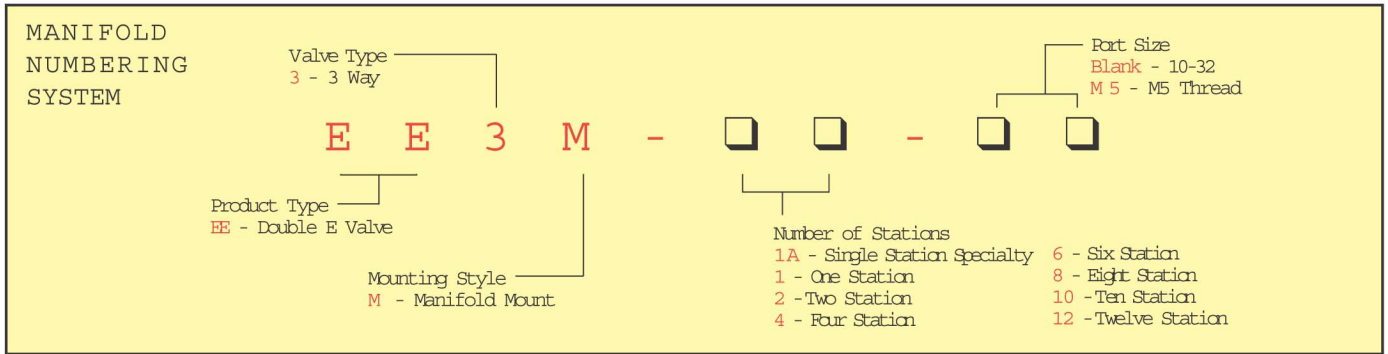 MANIFOLD
NUMBERING
SYSTEM
Valve Type
3 - 3 Way
Port Size
Blank - 10-32
M5 - M5 Thread
E E 3 M - ❑ ❑ - ❑ ❑
Product Type
EE - Double E Valve
Mounting Style
M - Manifold Mount
Number of Stations
1A - Single Station Specialty
1 - One Station
2 - Two Station
4 - Four Station
6 - Six Station
8 - Eight Station
10 - Ten Station
12 - Twelve Station